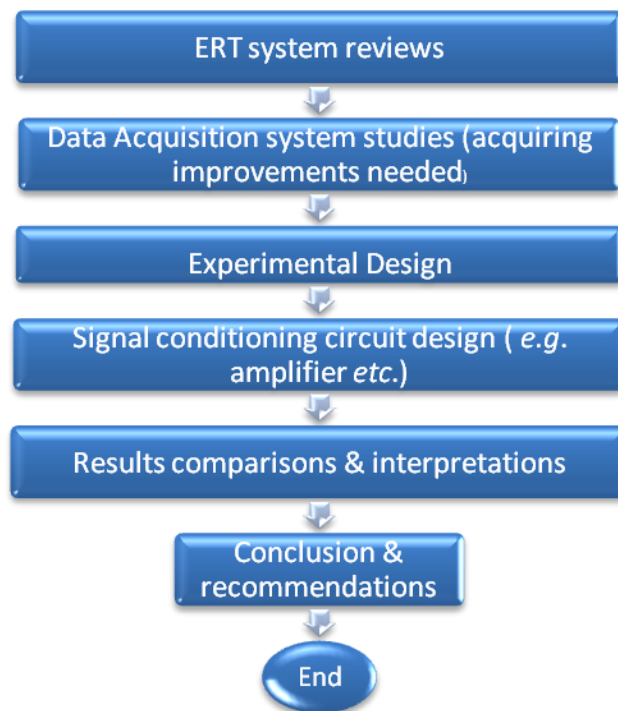 ERT system reviews
Data Acquisition system studies (acquiring
improvements needed)
Experimental Design
Signal conditioning circuit design ( e.g.
amplifier etc.)
Results comparisons & interpretations
Conclusion &
recommendations
End